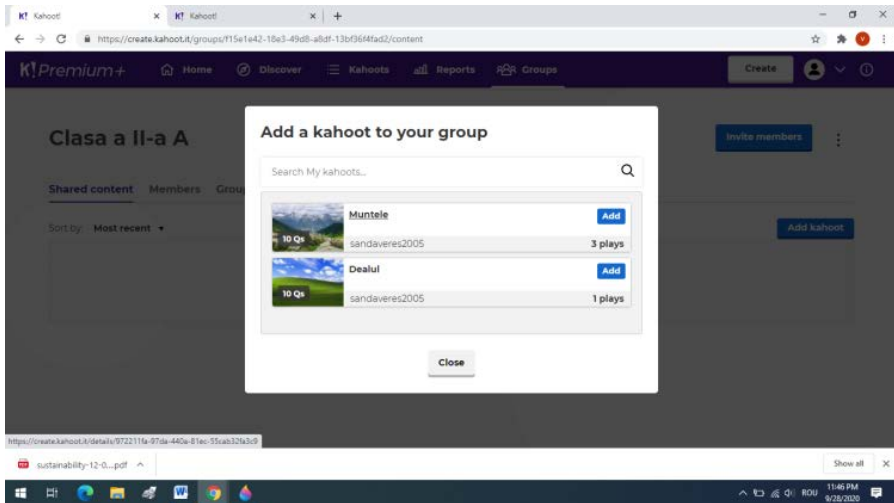 K! Kahoot!
K! Kahoot!
https://create.kahoot.it/groups/f15e1e42-18e3-49d8-a8df-13bf36f4fad2/content
K!Premium+ Home Discover Kahoots Reports Groups Create
Clasa a II-a A
Invite members
Shared content Members Grou
Sort by: Most recent
Add kahoot
Add a kahoot to your group
Search My kahoots...
Muntele Add
10 Qs sandaveres2005 3 plays
Dealul Add
10 Qs sandaveres2005 1 plays
Close
https://create.kahoot.it/details/972211fa-97da-440a-81ec-55cab32fa3c9
sustainability-12-0....pdf Show all
ROU 11:46 PM
9/28/2020